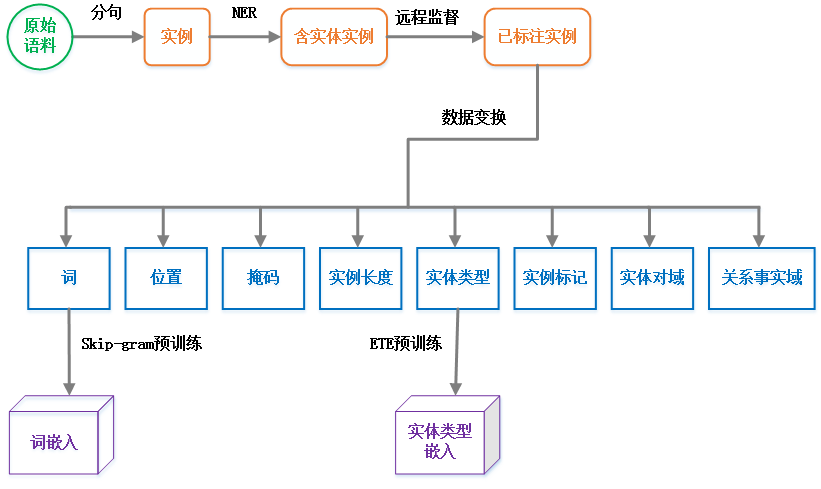 原始
语料
分句
实例
NER
含实体实例
远程监督
已标注实例
数据变换
词
位置
掩码
实例长度
实体类型
实例标记
实体对域
关系事实域
Skip-gram预训练
ETE预训练
词嵌入
实体类型
嵌入